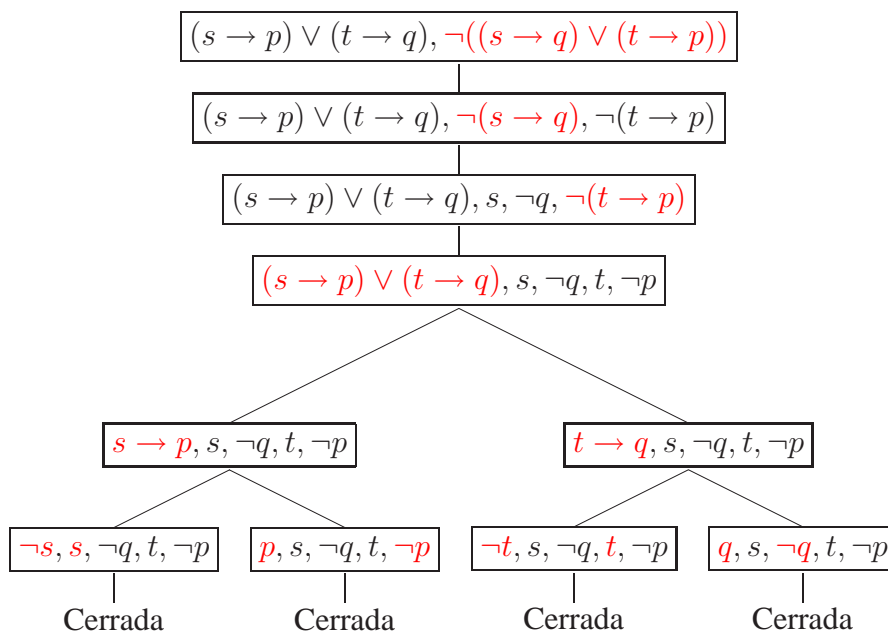 (s → p) ∨ (t → q), ¬((s → q) ∨ (t → p))
(s → p) ∨ (t → q), ¬(s → q), ¬(t → p)
(s → p) ∨ (t → q), s, ¬q, ¬(t → p)
(s → p) ∨ (t → q), s, ¬q, t, ¬p
s → p, s, ¬q, t, ¬p
t → q, s, ¬q, t, ¬p
¬s, s, ¬q, t, ¬p
p, s, ¬q, t, ¬p
¬t, s, ¬q, t, ¬p
q, s, ¬q, t, ¬p
Cerrada
Cerrada
Cerrada
Cerrada